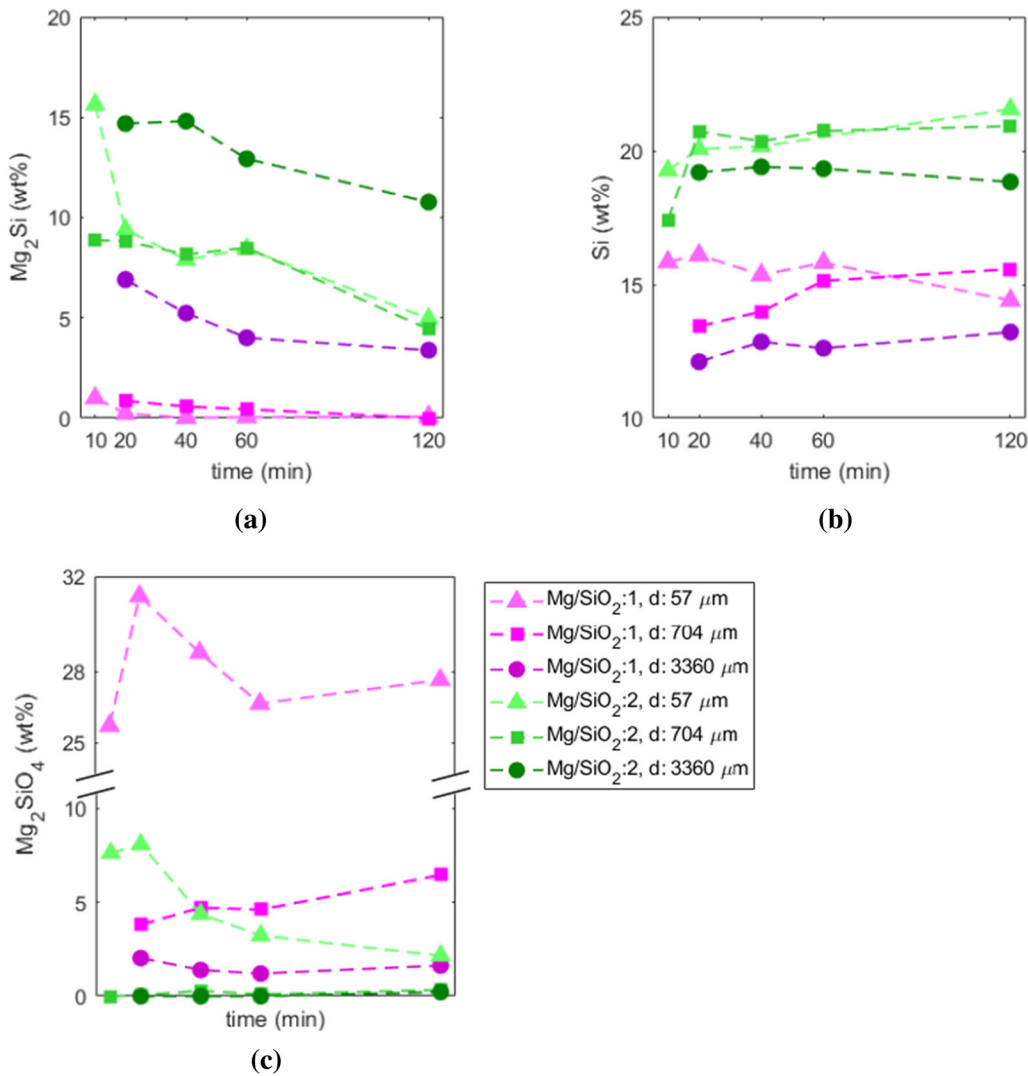 20
15
10
5
0
Mg2Si (wt%)
10 20 40 60 120
time (min)
(a)
25
20
15
10
Si (wt%)
10 20 40 60 120
time (min)
(b)
32
28
25
10
5
0
Mg2SiO4 (wt%)
time (min)
(c)
Mg/SiO2:1, d: 57 μm
Mg/SiO2:1, d: 704 μm
Mg/SiO2:1, d: 3360 μm
Mg/SiO2:2, d: 57 μm
Mg/SiO2:2, d: 704 μm
Mg/SiO2:2, d: 3360 μm